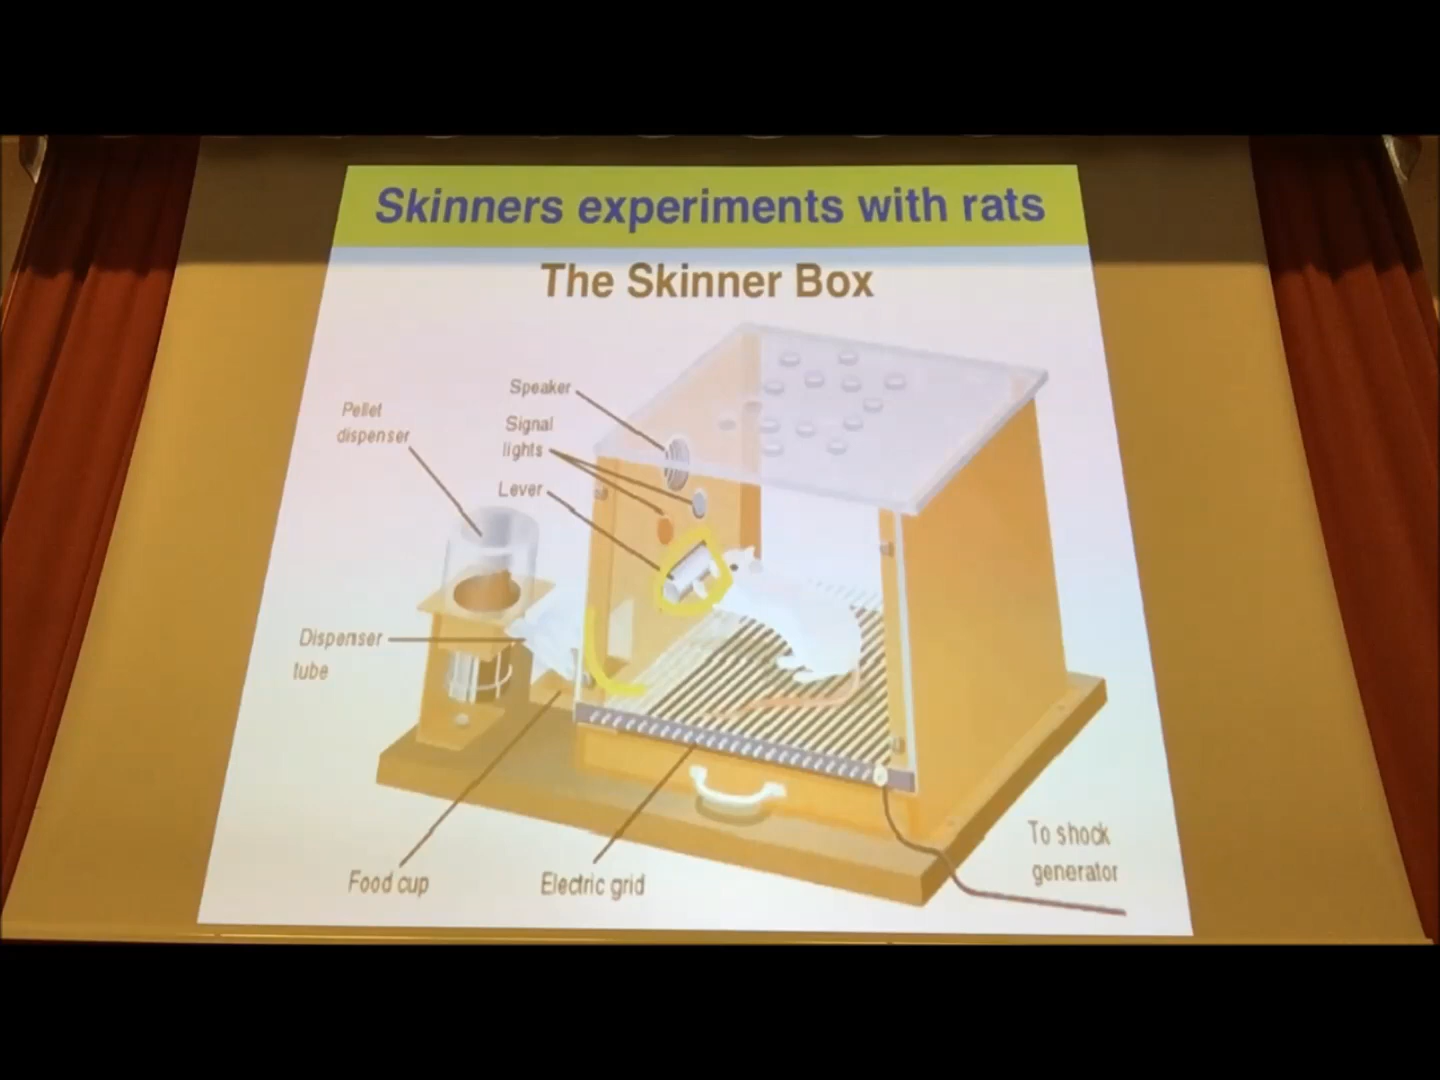 Skinners experiments with rats
The Skinner Box
Speaker
Pellet
dispenser
Signal
lights
Lever
Dispenser
tube
Food cup
Electric grid
To shock
generator